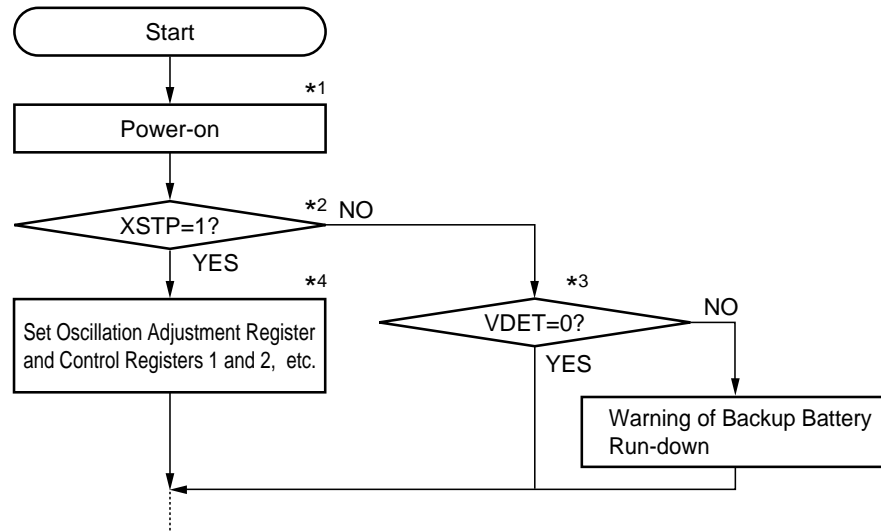 Start
*1
Power-on
*2
XSTP=1?
NO
YES
*4
*3
Set Oscillation Adjustment Register
and Control Registers 1 and 2, etc.
VDET=0?
NO
YES
Warning of Backup Battery
Run-down